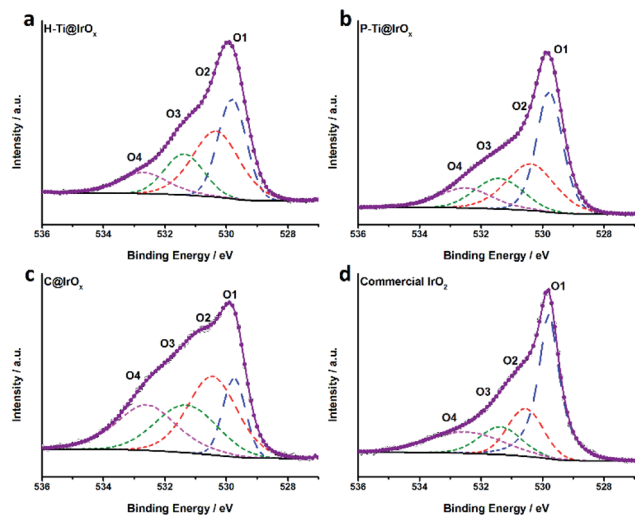 a
H-Ti@IrOₓ
O1
O2
O3
O4
Intensity / a.u.
536 534 532 530 528
Binding Energy / eV
b
P-Ti@IrOₓ
O1
O2
O3
O4
Intensity / a.u.
536 534 532 530 528
Binding Energy / eV
c
C@IrOₓ
O1
O2
O3
O4
Intensity / a.u.
536 534 532 530 528
Binding Energy / eV
d
Commercial IrO₂
O1
O2
O3
O4
Intensity / a.u.
536 534 532 530 528
Binding Energy / eV